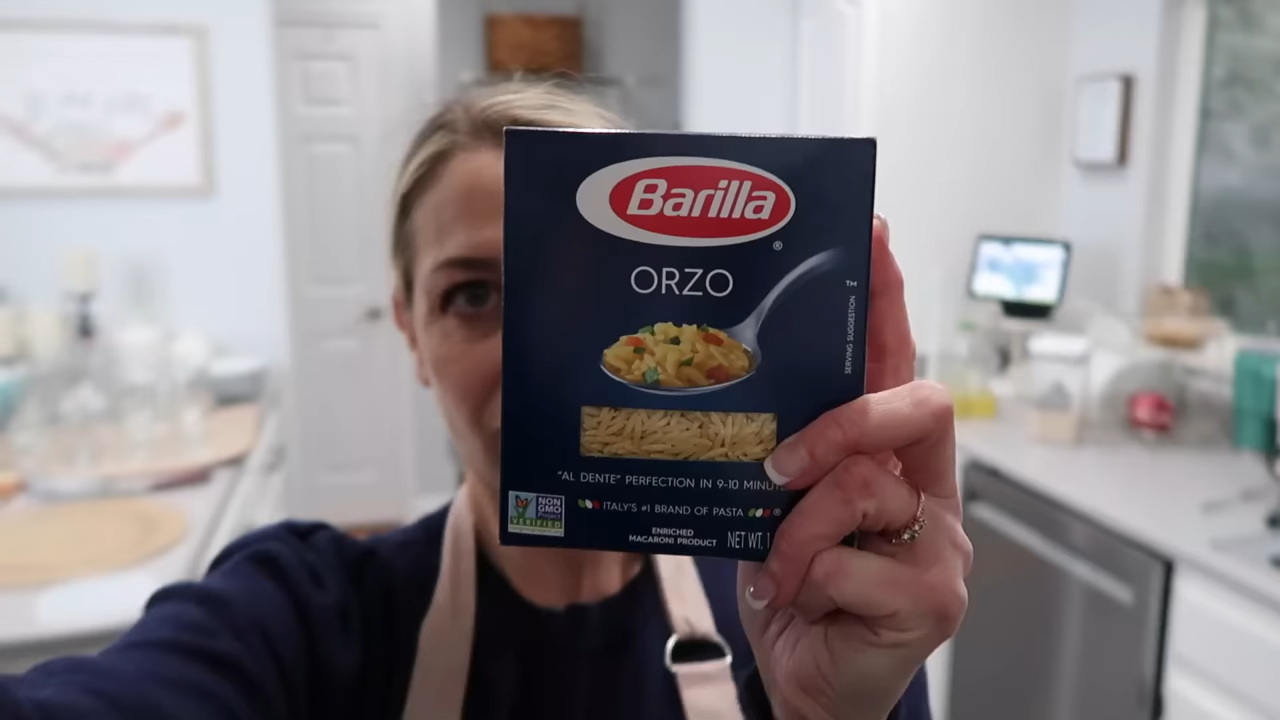 Barilla
®
ORZO
TM
SERVING SUGGESTION
"AL DENTE" PERFECTION IN 9-10
ITALY'S #1 BRAND OF PASTA ®
NON
GMO
Project
VERIFIED
ENRICHED
MACARONI PRODUCT
NET WT. 1